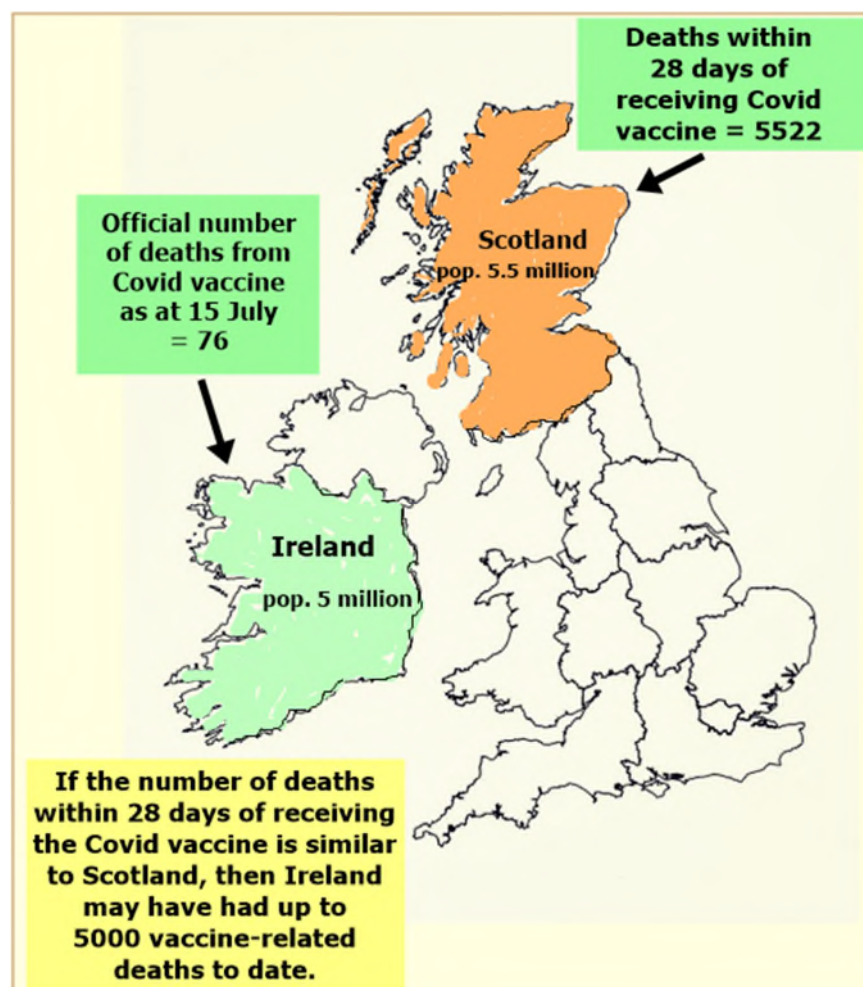 Deaths within
28 days of
receiving Covid
vaccine = 5522
Official number
of deaths from
Covid vaccine
as at 15 July
= 76
Scotland
pop. 5.5 million
Ireland
pop. 5 million
If the number of deaths
within 28 days of receiving
the Covid vaccine is similar
to Scotland, then Ireland
may have had up to
5000 vaccine-related
deaths to date.